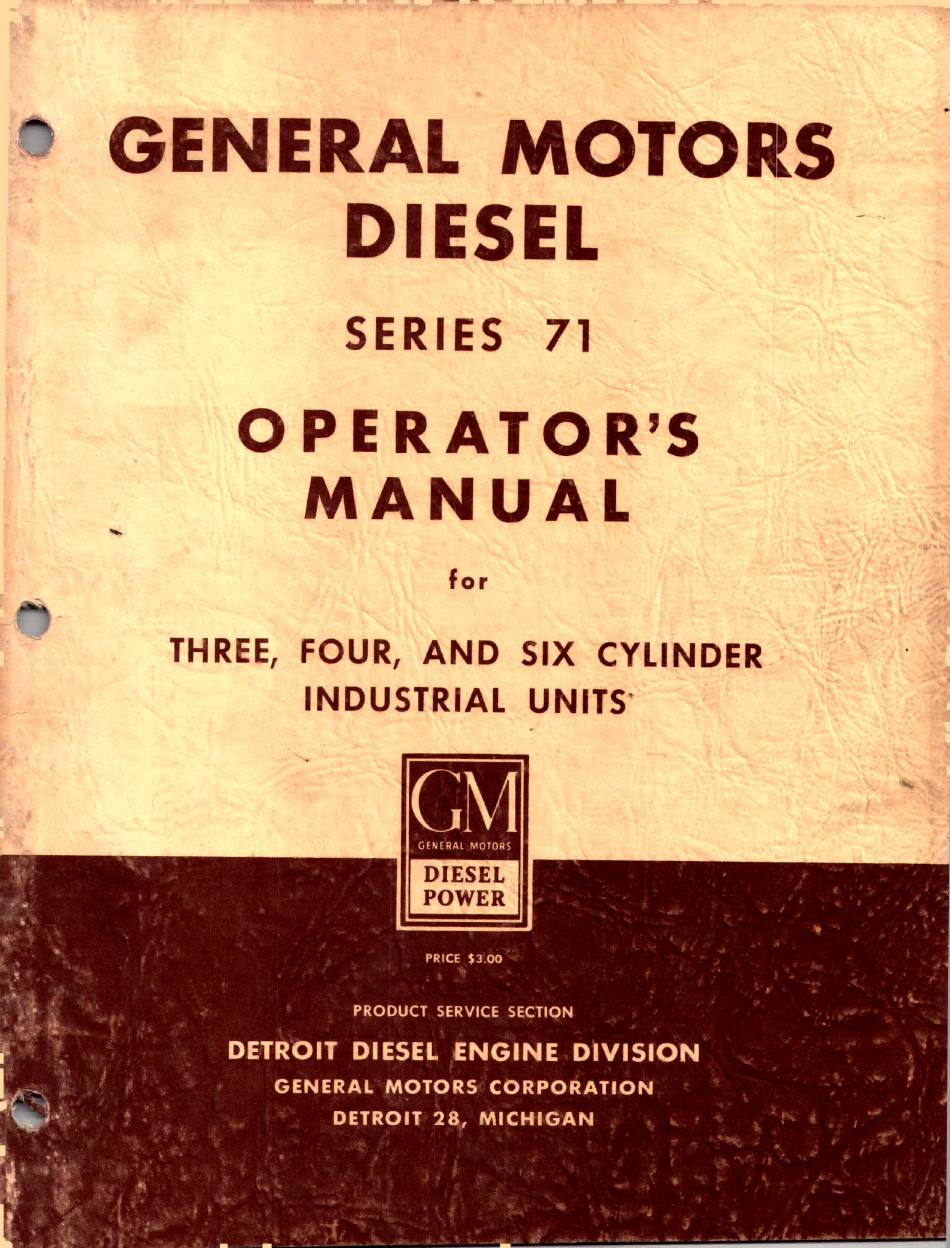 GENERAL MOTORS
DIESEL
SERIES 71
OPERATOR'S
MANUAL
for
THREE, FOUR, AND SIX CYLINDER
INDUSTRIAL UNITS
GM
GENERAL MOTORS
DIESEL
POWER
PRICE $3.00
PRODUCT SERVICE SECTION
DETROIT DIESEL ENGINE DIVISION
GENERAL MOTORS CORPORATION
DETROIT 28, MICHIGAN